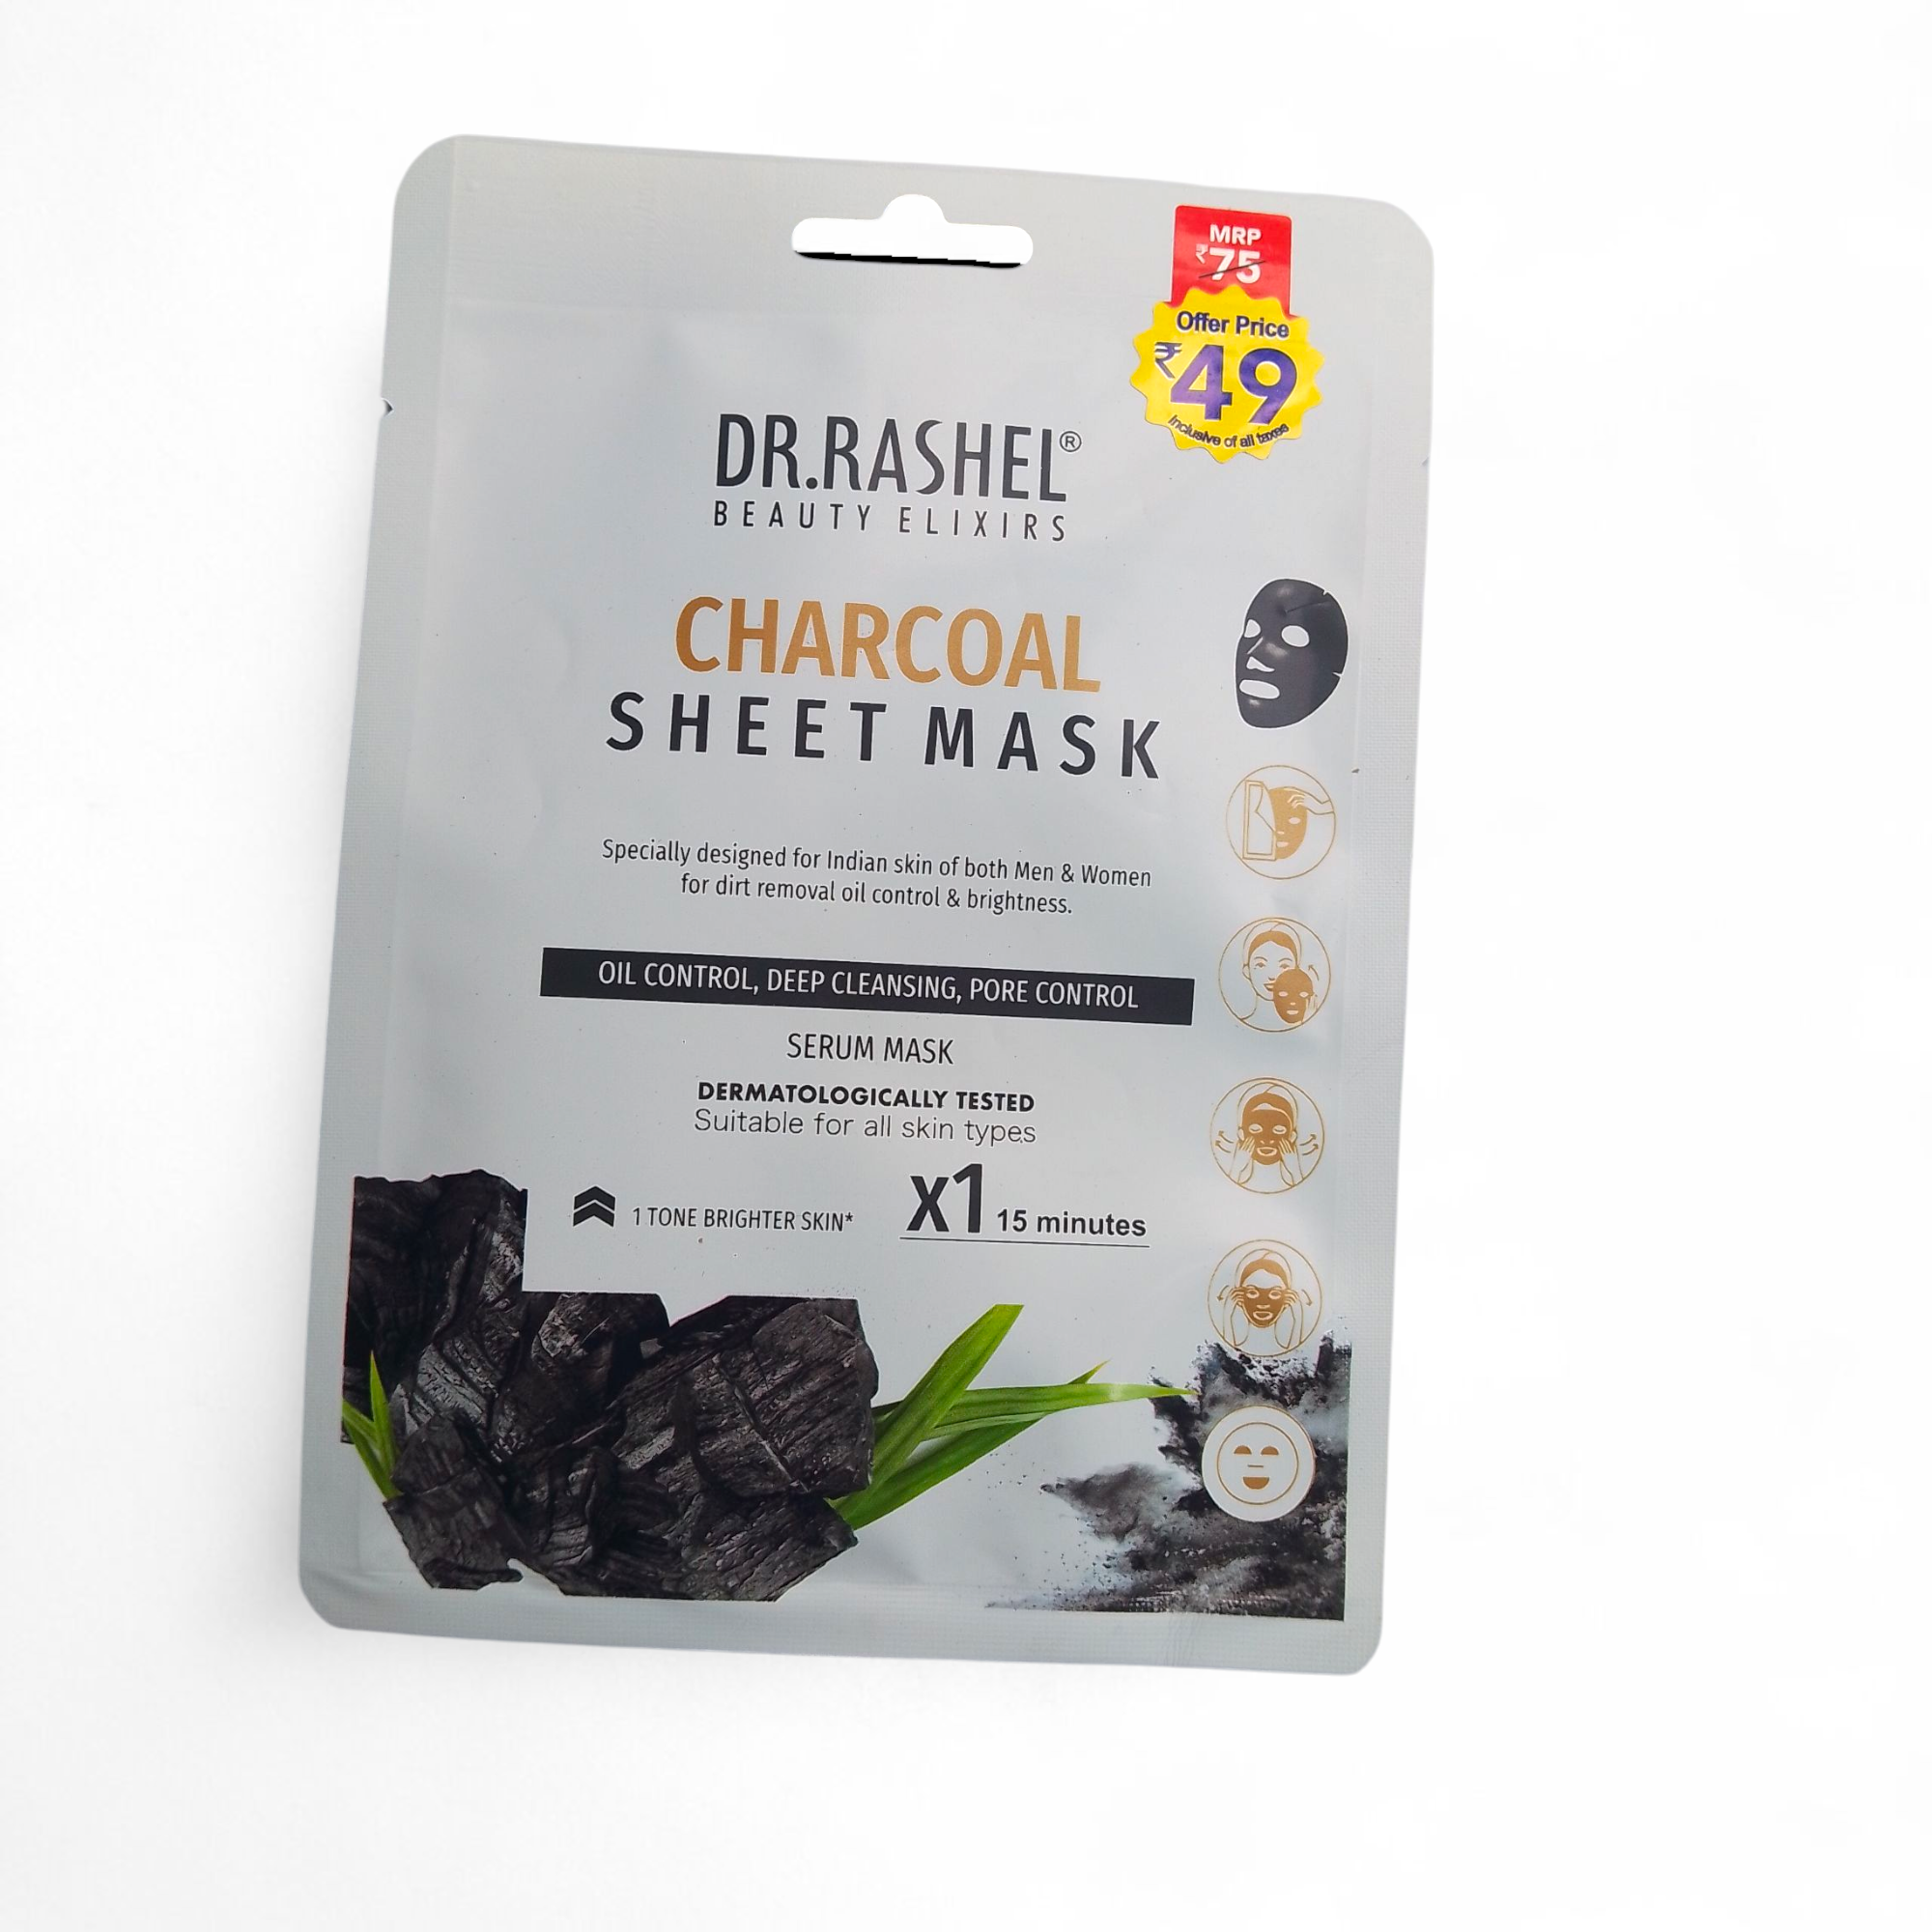 MRP
₹75
Offer Price
₹49
Inclusive of all taxes
DR.RASHEL®
BEAUTY ELIXIRS
CHARCOAL
SHEET MASK
Specially designed for Indian skin of both Men & Women
for dirt removal oil control & brightness.
OIL CONTROL, DEEP CLEANSING, PORE CONTROL
SERUM MASK
DERMATOLOGICALLY TESTED
Suitable for all skin types
1 TONE BRIGHTER SKIN*
X1 15 minutes